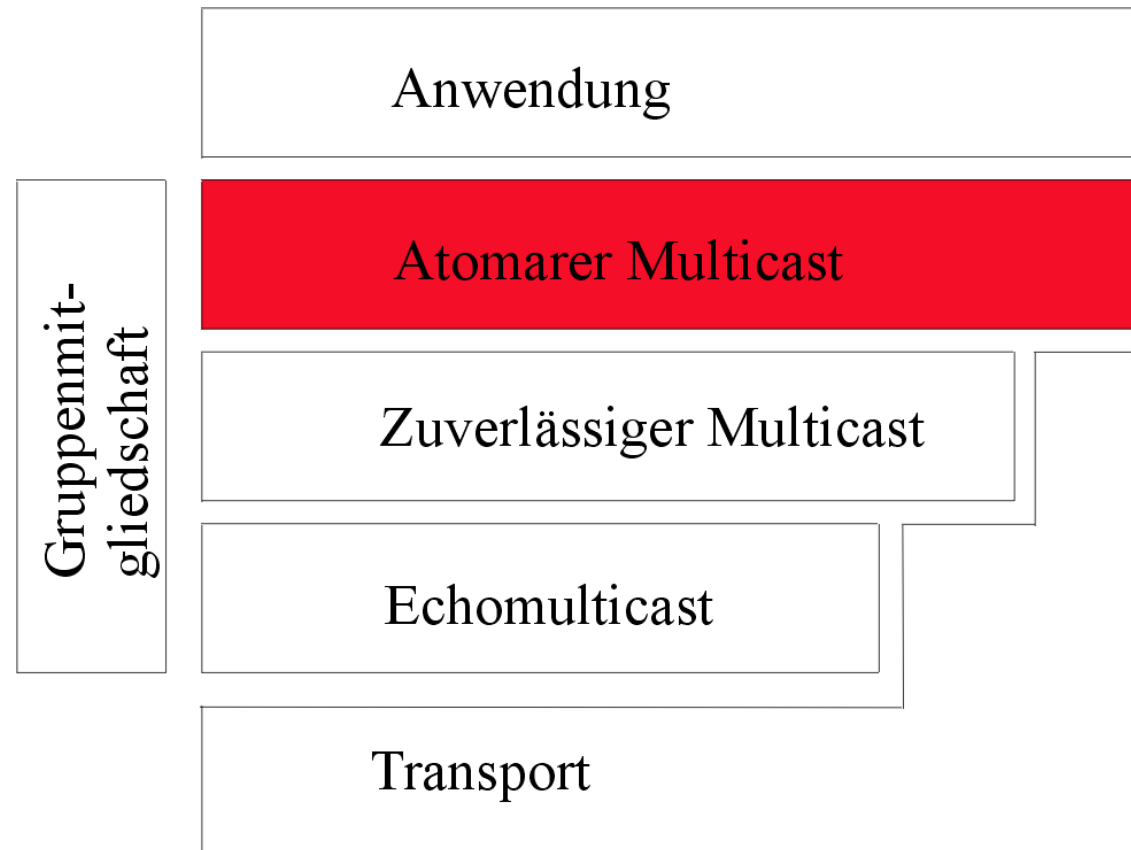 Anwendung
Atomarer Multicast
Gruppenmit-
gliedschaft
Zuverlässiger Multicast
Echomulticast
Transport